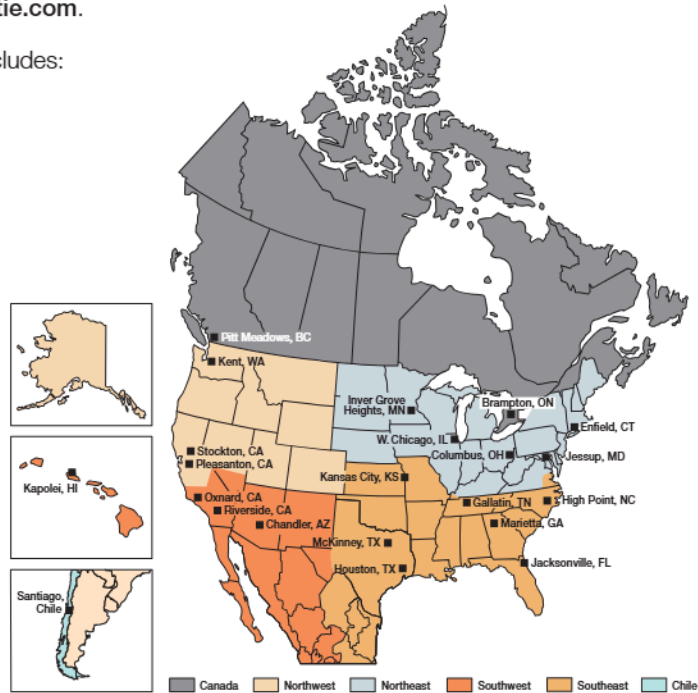 tie.com.
cludes:
Pitt Meadows, BC
Kent, WA
Inver Grove
Heights, MN
Brampton, ON
Enfield, CT
W. Chicago, IL
Columbus, OH
Jessup, MD
Stockton, CA
Pleasanton, CA
Kansas City, KS
Kapolei, HI
Oxnard, CA
Riverside, CA
Chandler, AZ
Gallatin, TN
High Point, NC
Marietta, GA
McKinney, TX
Houston, TX
Jacksonville, FL
Santiago,
Chile
Canada
Northwest
Northeast
Southwest
Southeast
Chile